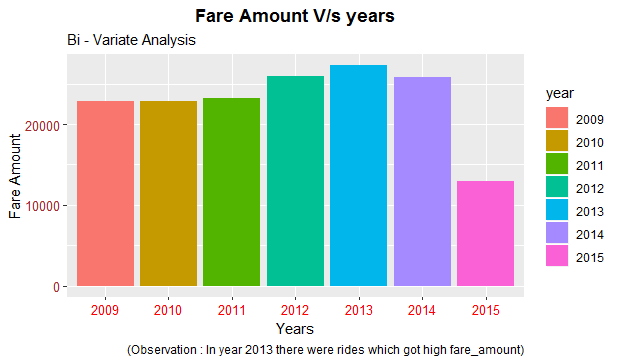 Fare Amount V/s years
Bi - Variate Analysis
Fare Amount
20000
10000
0
2009 2010 2011 2012 2013 2014 2015
Years
year
2009
2010
2011
2012
2013
2014
2015
(Observation : In year 2013 there were rides which got high fare_amount)